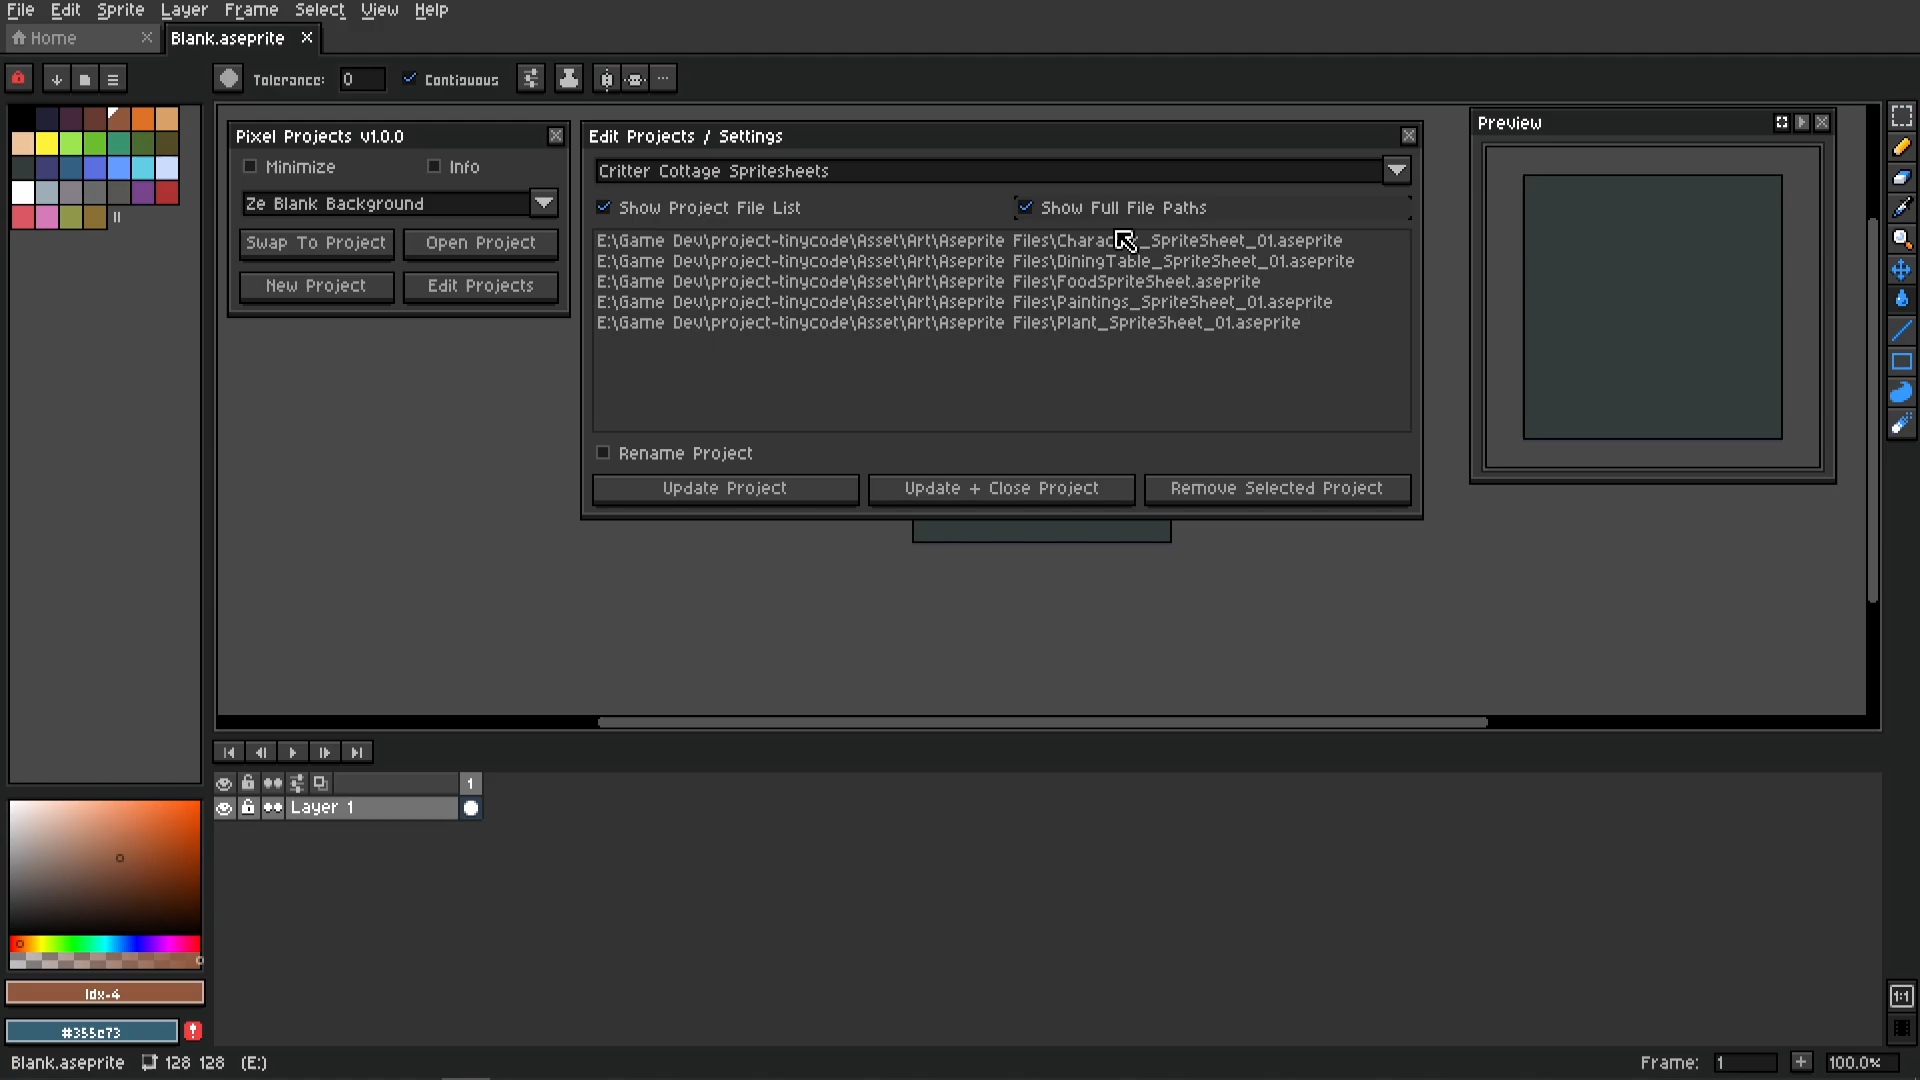 File Edit Sprite Layer Frame Select View Help
Home Blank.aseprite
Tolerance: 0 Contiguous
Pixel Projects v1.0.0
Minimize Info
Ze Blank Background
Swap To Project Open Project
New Project Edit Projects
Edit Projects / Settings
Critter Cottage Spritesheets
Show Project File List Show Full File Paths
E:\Game Dev\project-tinycode\Asset\Art\Aseprite
E:\Game Dev\project-tinycode\Asset\Art\Aseprite Files\DiningTable_SpriteSheet_01.aseprite
E:\Game Dev\project-tinycode\Asset\Art\Aseprite Files\FoodSpriteSheet.aseprite
E:\Game Dev\project-tinycode\Asset\Art\Aseprite Files\Paintings_SpriteSheet_01.aseprite
E:\Game Dev\project-tinycode\Asset\Art\Aseprite Files\Plant_SpriteSheet_01.aseprite
Rename Project
Update Project Update + Close Project Remove Selected Project
Preview
1
Layer 1
Idx-4
#355e73
1:1
Blank.aseprite 128 128 (E:)
Frame: 1 + 100.0%